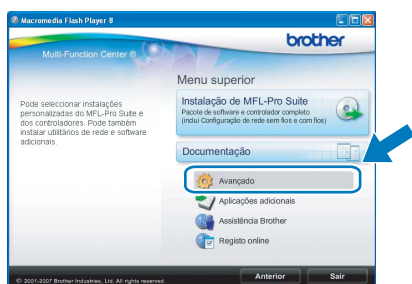 Macromedia Flash Player 8
brother
Multi-Function Center ®
Menu superior
Pode seleccionar instalações
personalizadas do MFL-Pro Suite e
dos controladores. Pode também
instalar utilitários de rede e software
adicionais.
Instalação de MFL-Pro Suite
Pacote de software e controlador completo
(inclui Configuração de rede sem fios e com fios)
Documentação
Avançado
Aplicações adicionais
Assistência Brother
Registo online
© 2001-2007 Brother Industries, Ltd. All rights reserved.
Anterior
Sair